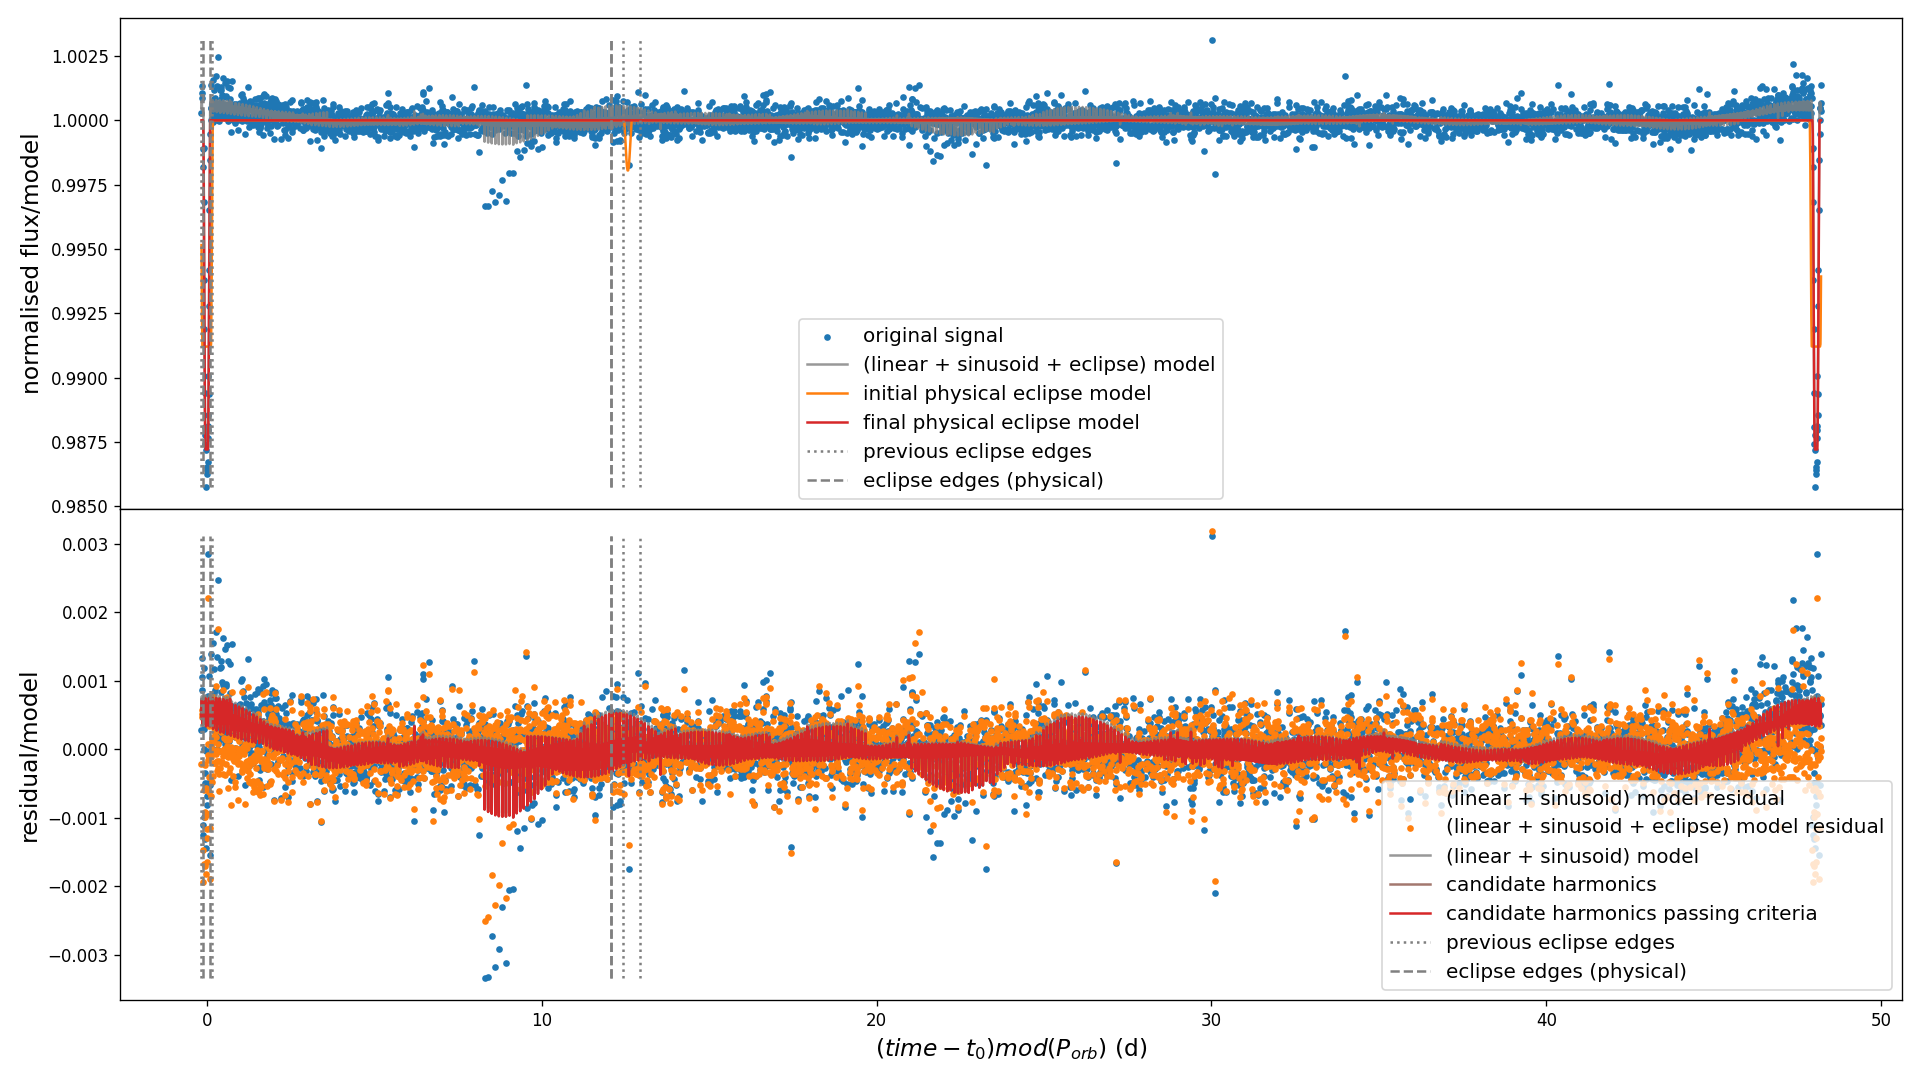 normalised flux/model
1.0025
1.0000
0.9975
0.9950
0.9925
0.9900
0.9875
0.9850
original signal
(linear + sinusoid + eclipse) model
initial physical eclipse model
final physical eclipse model
previous eclipse edges
eclipse edges (physical)
residual/model
0.003
0.002
0.001
0.000
−0.001
−0.002
−0.003
(linear + sinusoid) model residual
(linear + sinusoid + eclipse) model residual
(linear + sinusoid) model
candidate harmonics
candidate harmonics passing criteria
previous eclipse edges
eclipse edges (physical)
0 10 20 30 40 50
(time − t₀)mod(P_orb) (d)